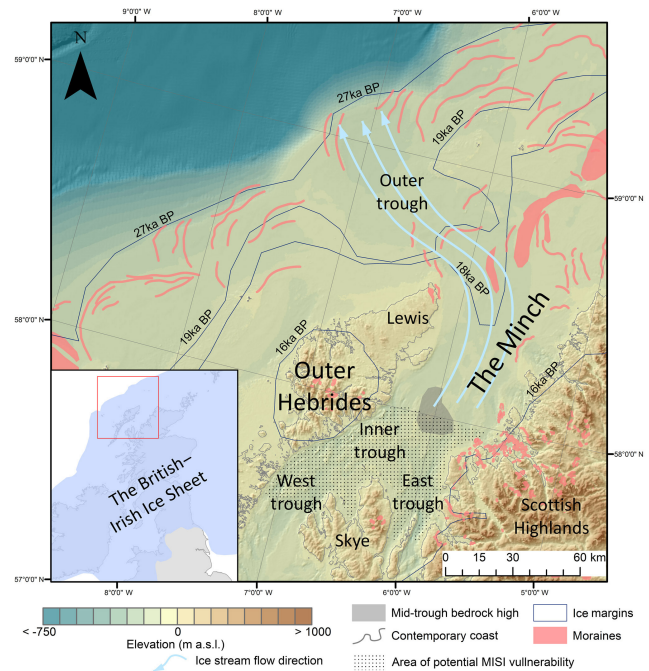 9°0'0" W
8°0'0" W
7°0'0" W
6°0'0" W
N
59°0'0" N
27ka BP
19ka BP
Outer
trough
59°0'0" N
27ka BP
18ka BP
58°0'0" N
19ka BP
Lewis
The Minch
16ka BP
Outer
Hebrides
16ka BP
Inner
trough
58°0'0" N
West
trough
East
trough
The British–
Irish Ice Sheet
Scottish
Highlands
Skye
0 15 30 60 km
57°0'0" N
8°0'0" W
7°0'0" W
6°0'0" W
5°0'0" W
< -750 0 > 1000
Elevation (m a.s.l.)
Ice stream flow direction
Mid-trough bedrock high
Ice margins
Contemporary coast
Moraines
Area of potential MISI vullnerability